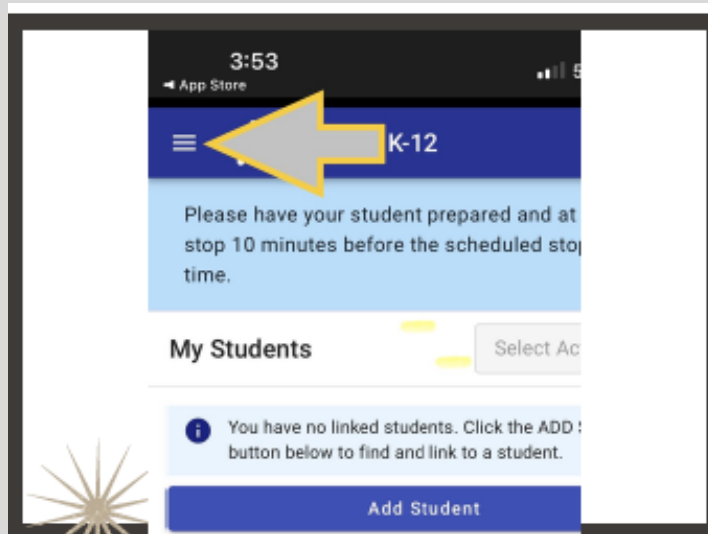 3:53
App Store
K-12
Please have your student prepared and at
stop 10 minutes before the scheduled
time.
My Students
Select
You have no linked students. Click the ADD
button below to find and link to a student.
Add Student